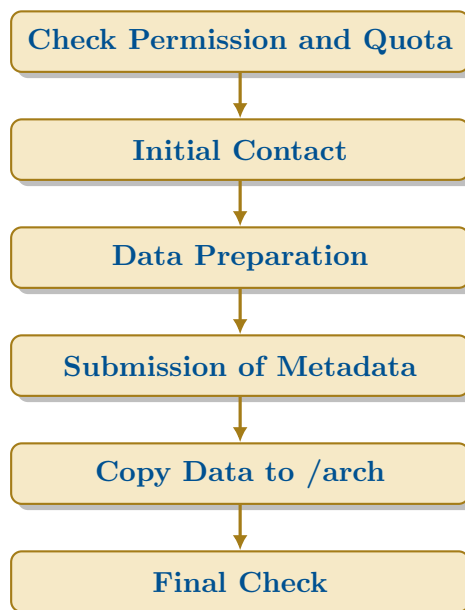 Check Permission and Quota
Initial Contact
Data Preparation
Submission of Metadata
Copy Data to /arch
Final Check